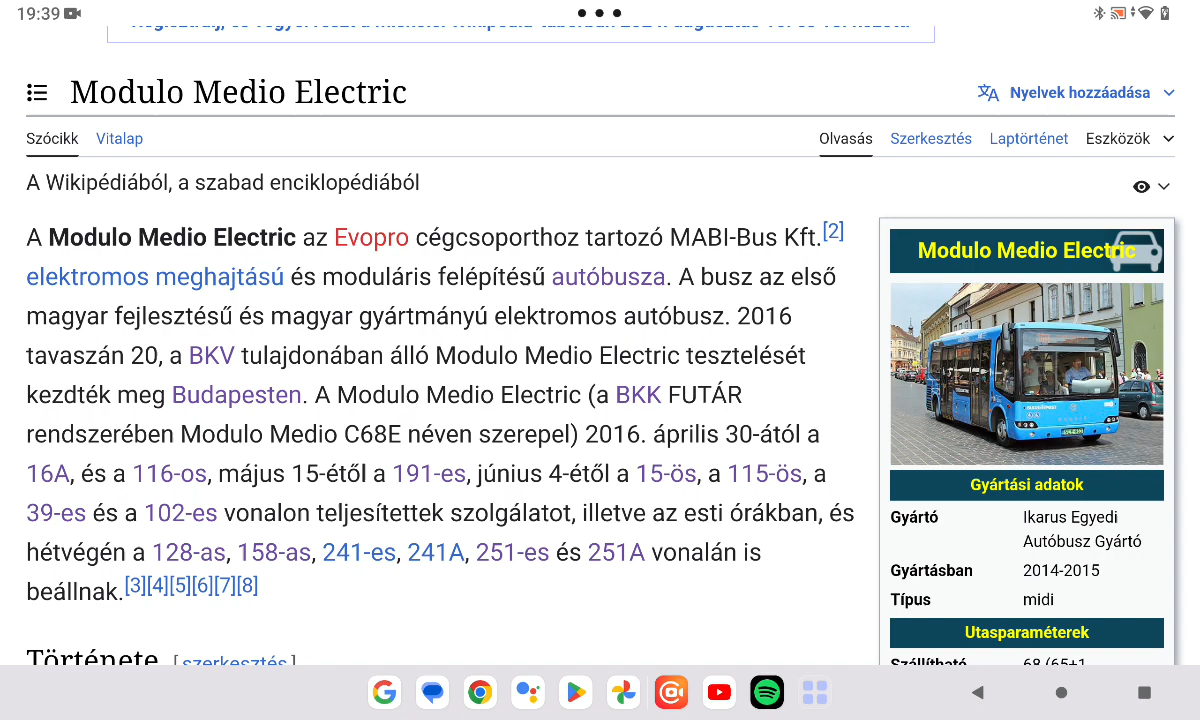 19:39
Modulo Medio Electric
Nyelvek hozzáadása
Szócikk Vitalap
Olvasás Szerkesztés Laptörténet Eszközök
A Wikipédiából, a szabad enciklopédiából
A Modulo Medio Electric az Evopro cégcsoporthoz tartozó MABI-Bus Kft.[2]
elektromos meghajtású és moduláris felépítésű autóbusza. A busz az első
magyar fejlesztésű és magyar gyártmányú elektromos autóbusz. 2016
tavaszán 20, a BKV tulajdonában álló Modulo Medio Electric tesztelését
kezdték meg Budapesten. A Modulo Medio Electric (a BKK FUTÁR
rendszerében Modulo Medio C68E néven szerepel) 2016. április 30-ától a
16A, és a 116-os, május 15-étől a 191-es, június 4-étől a 15-ös, a 115-ös, a
39-es és a 102-es vonalon teljesítettek szolgálatot, illetve az esti órákban, és
hétvégén a 128-as, 158-as, 241-es, 241A, 251-es és 251A vonalán is
beállnak.[3][4][5][6][7][8]
Története [szerkesztés]
Modulo Medio Electric
Gyártási adatok
Gyártó Ikarus Egyedi
Autóbusz Gyártó
Gyártásban 2014-2015
Típus midi
Utasparaméterek
Szállítható 68 (65+1